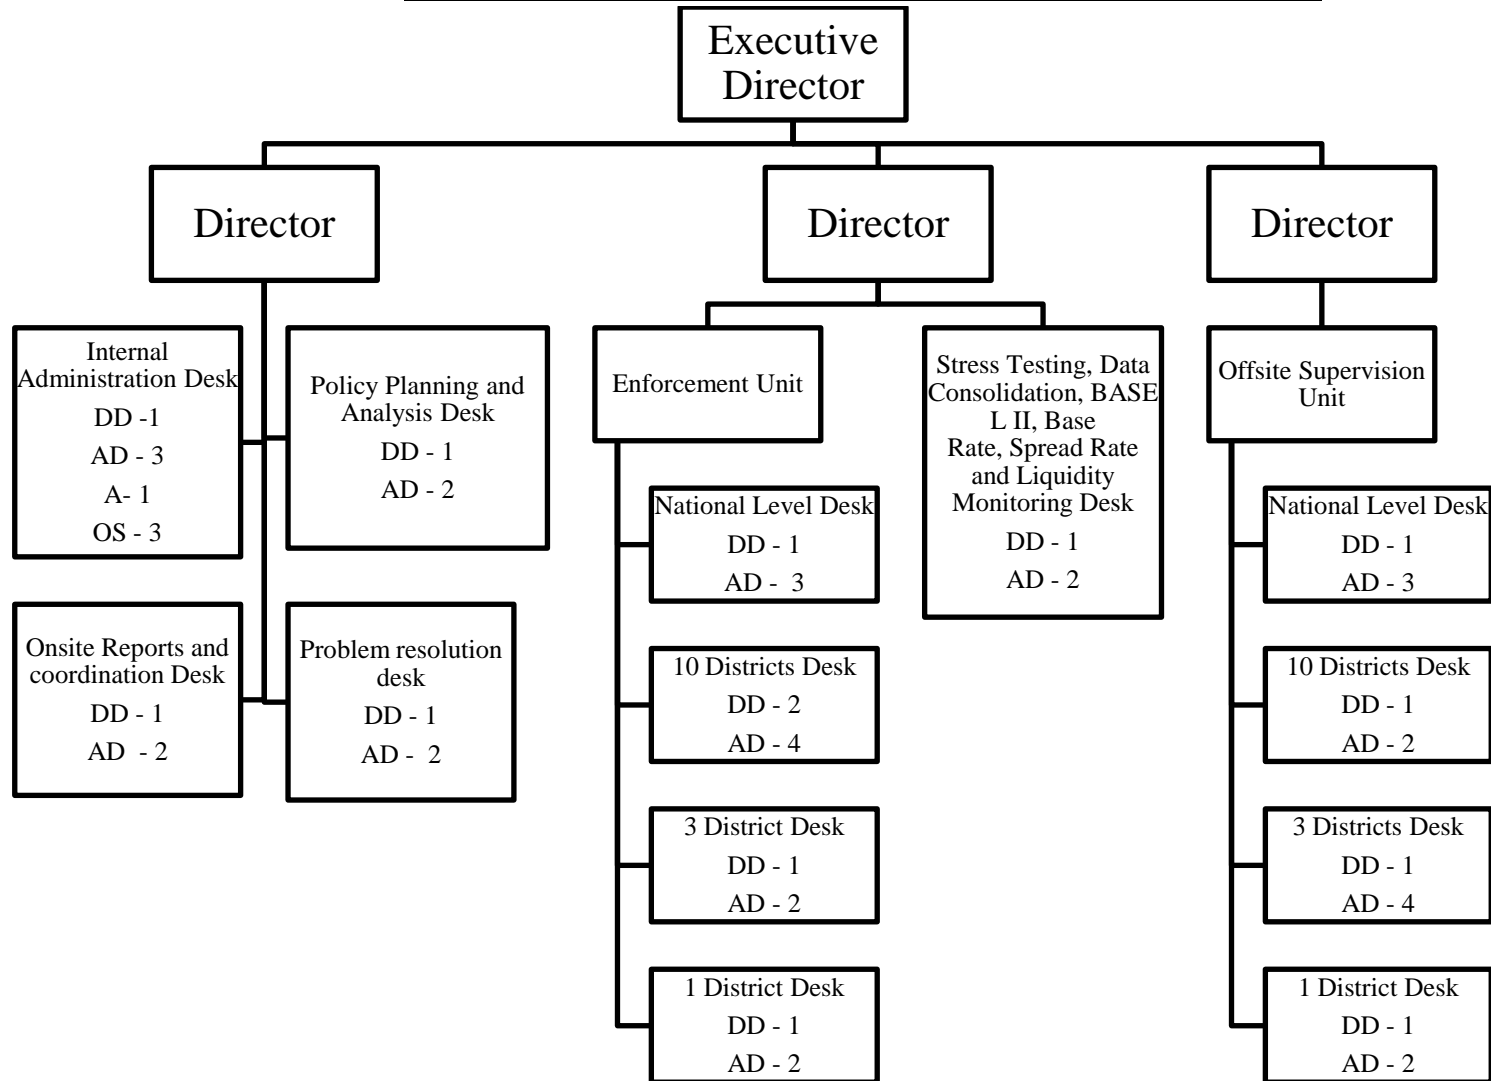 Executive
Director
Director
Director
Director
Internal
Administration Desk
DD -1
AD - 3
A- 1
OS - 3
Policy Planning and
Analysis Desk
DD - 1
AD - 2
Onsite Reports and
coordination Desk
DD - 1
AD  - 2
Problem resolution
desk
DD - 1
AD -  2
Enforcement Unit
National Level Desk
DD - 1
AD -  3
10 Districts Desk
DD - 2
AD - 4
3 District Desk
DD - 1
AD - 2
1 District Desk
DD - 1
AD - 2
Stress Testing, Data
Consolidation, BASE
L II, Base
Rate, Spread Rate
and Liquidity
Monitoring Desk
DD - 1
AD - 2
Offsite Supervision
Unit
National Level Desk
DD - 1
AD - 3
10 Districts Desk
DD - 1
AD - 2
3 Districts Desk
DD - 1
AD - 4
1 District Desk
DD - 1
AD - 2